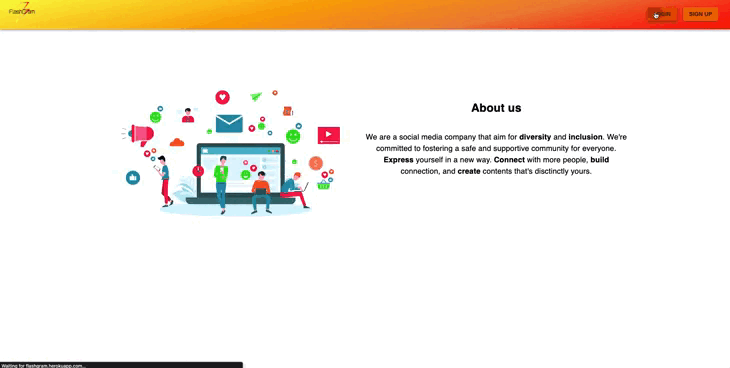 FlashGram
LOGIN
SIGN UP
About us
We are a social media company that aim for diversity and inclusion. We're
committed to fostering a safe and supportive community for everyone.
Express yourself in a new way. Connect with more people, build
connection, and create contents that's disctinctly yours.
Waiting for flashgram.herokuapp.com...